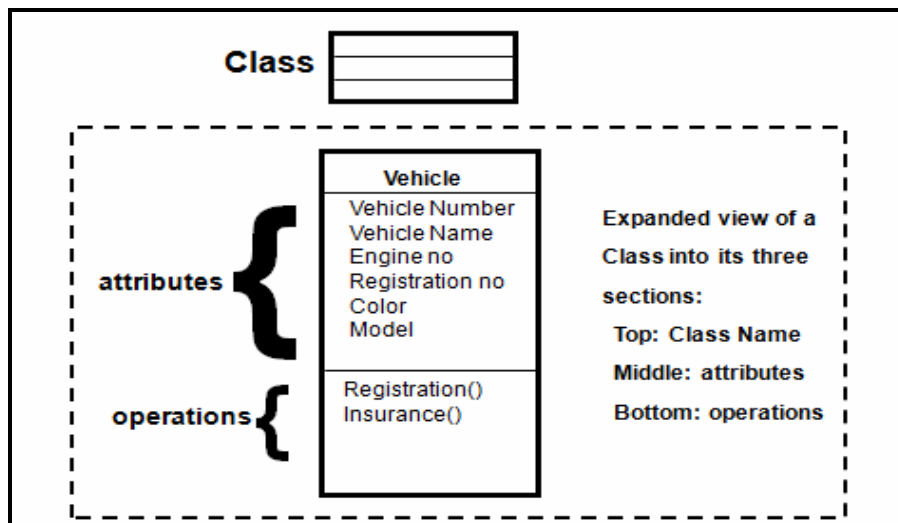 Class
Vehicle
Vehicle Number
Vehicle Name
Engine no
Registration no
Color
Model
attributes
Registration()
Insurance()
operations
Expanded view of a
Class into its three
sections:
Top: Class Name
Middle: attributes
Bottom: operations